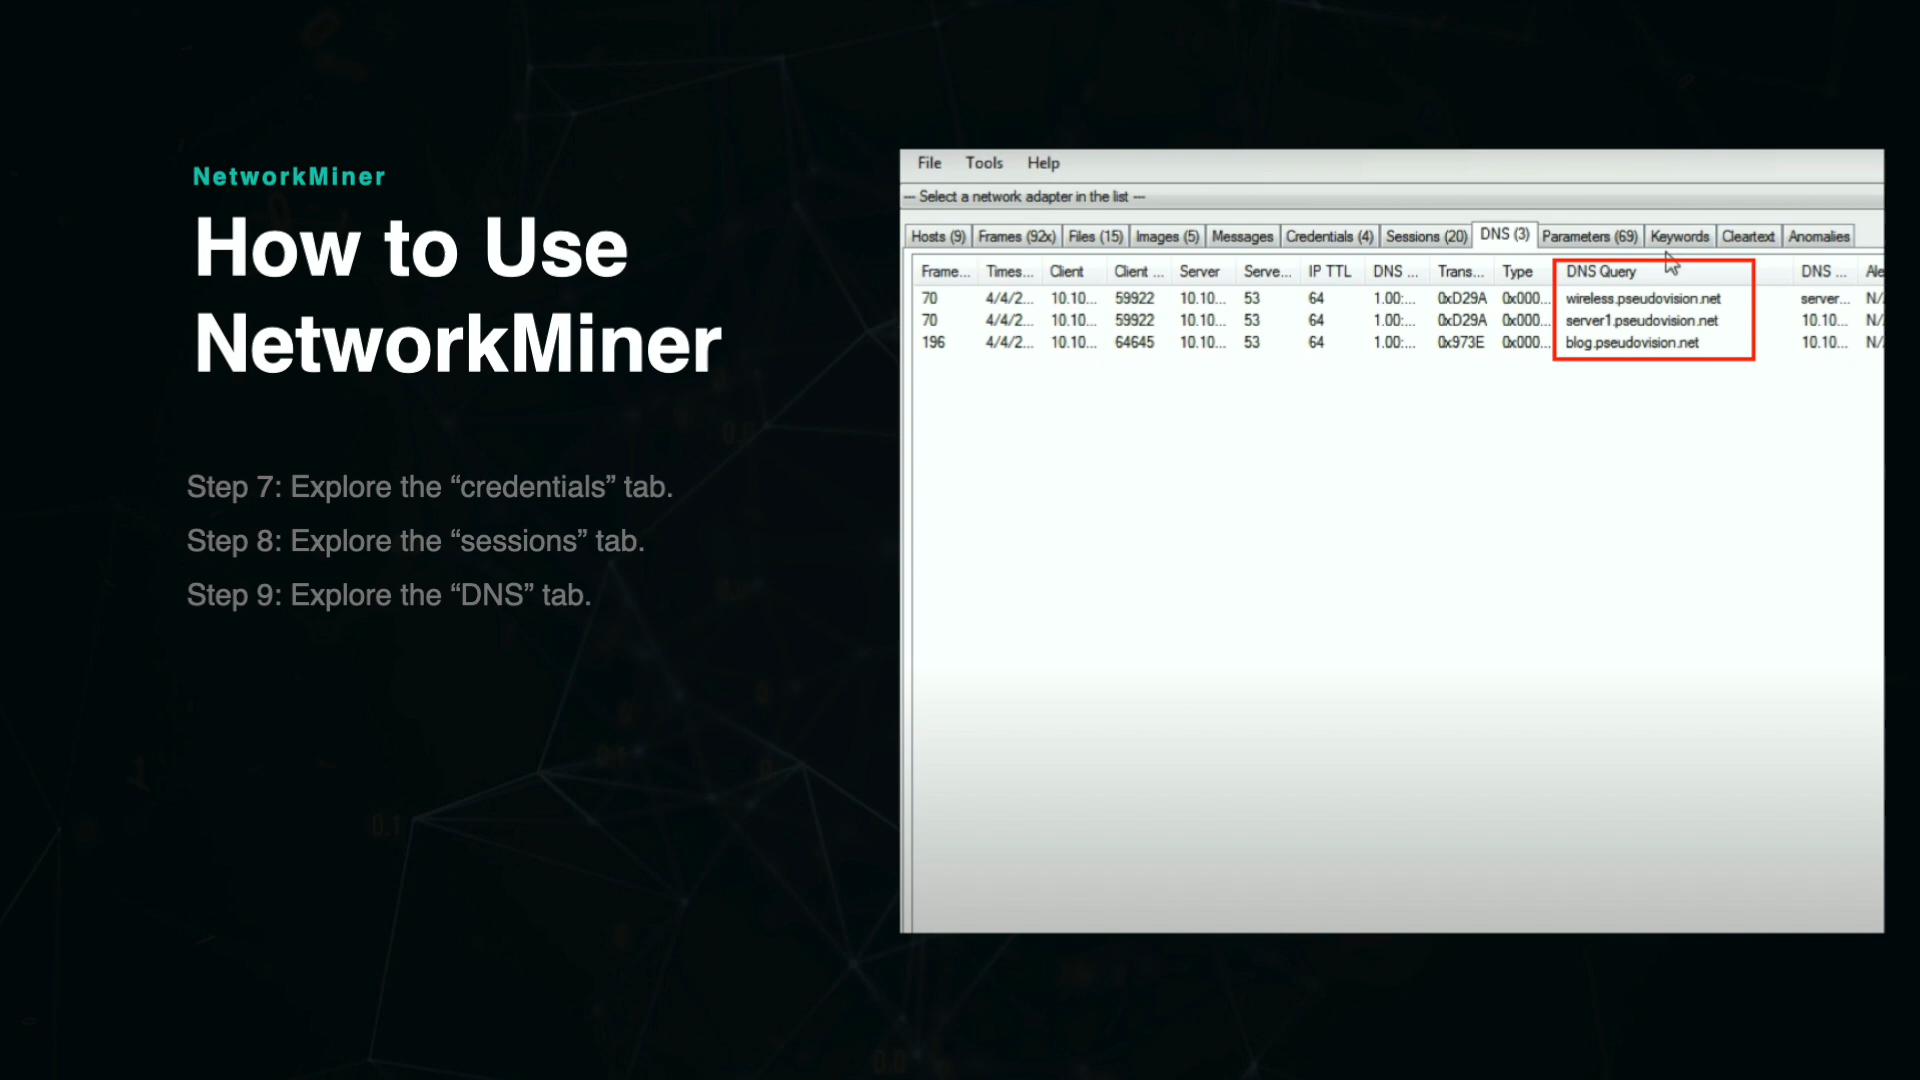 NetworkMiner
How to Use
NetworkMiner
Step 7: Explore the “credentials” tab.
Step 8: Explore the “sessions” tab.
Step 9: Explore the “DNS” tab.
File Tools Help
--- Select a network adapter in the list ---
Hosts (9) Frames (92x) Files (15) Images (5) Messages Credentials (4) Sessions (20) DNS (3) Parameters (69) Keywords Cleartext Anomalies
Frame... Times... Client Client ... Server Serve... IP TTL DNS ... Trans... Type DNS Query DNS ... Ale
70 4/4/2... 10.10... 59922 10.10... 53 64 1.00:... 0xD29A 0x000... wireless.pseudovision.net server... N/
70 4/4/2... 10.10... 59922 10.10... 53 64 1.00:... 0xD29A 0x000... server1.pseudovision.net 10.10... N/
196 4/4/2... 10.10... 64645 10.10... 53 64 1.00:... 0x973E 0x000... blog.pseudovision.net 10.10... N/
0.1